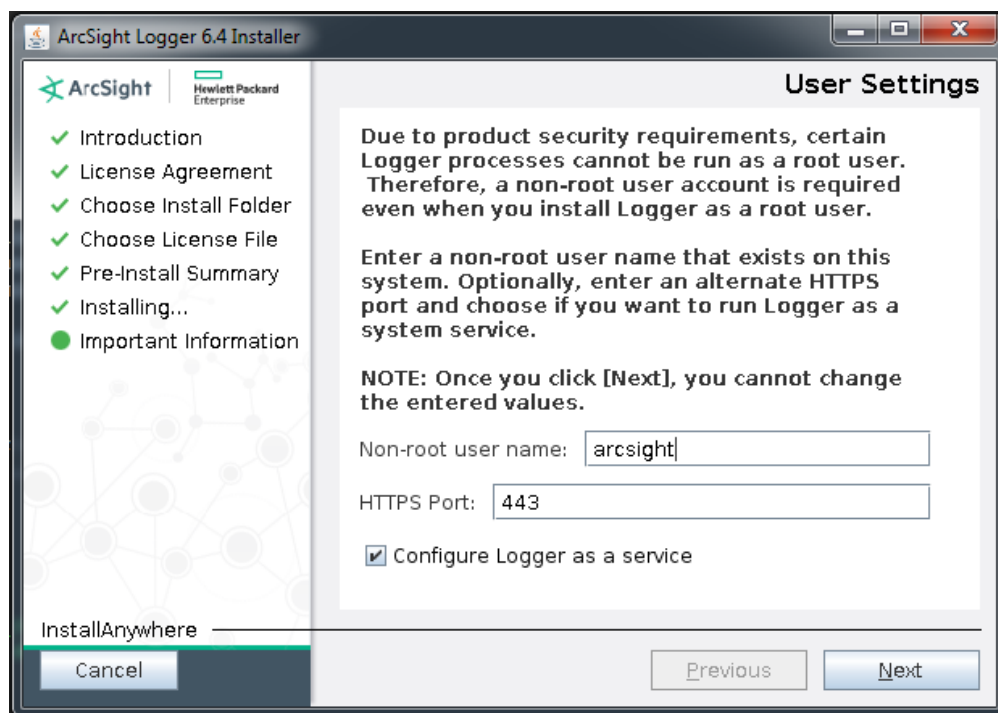 ArcSight Logger 6.4 Installer
ArcSight
Hewlett Packard
Enterprise
User Settings
Introduction
License Agreement
Choose Install Folder
Choose License File
Pre-Install Summary
Installing...
Important Information
Due to product security requirements, certain
Logger processes cannot be run as a root user.
Therefore, a non-root user account is required
even when you install Logger as a root user.
Enter a non-root user name that exists on this
system. Optionally, enter an alternate HTTPS
port and choose if you want to run Logger as a
system service.
NOTE: Once you click [Next], you cannot change
the entered values.
Non-root user name: arcsight
HTTPS Port: 443
Configure Logger as a service
InstallAnywhere
Cancel
Previous
Next